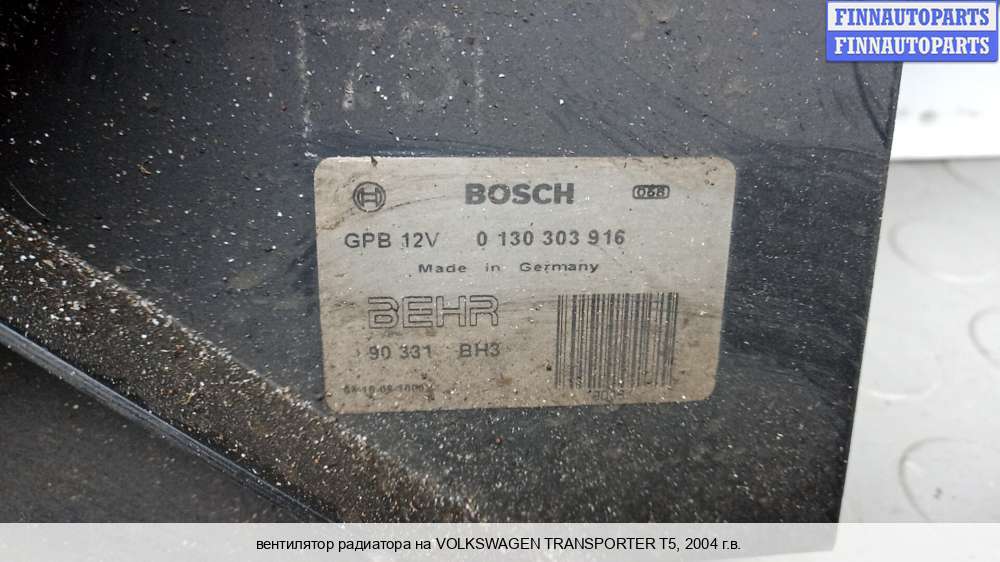 FINNAUTOPARTS
FINNAUTOPARTS
BOSCH 068
GPB 12V 0 130 303 916
Made in Germany
BEHR
90 331 BH3
вентилятор радиатора на VOLKSWAGEN TRANSPORTER T5, 2004 г.в.